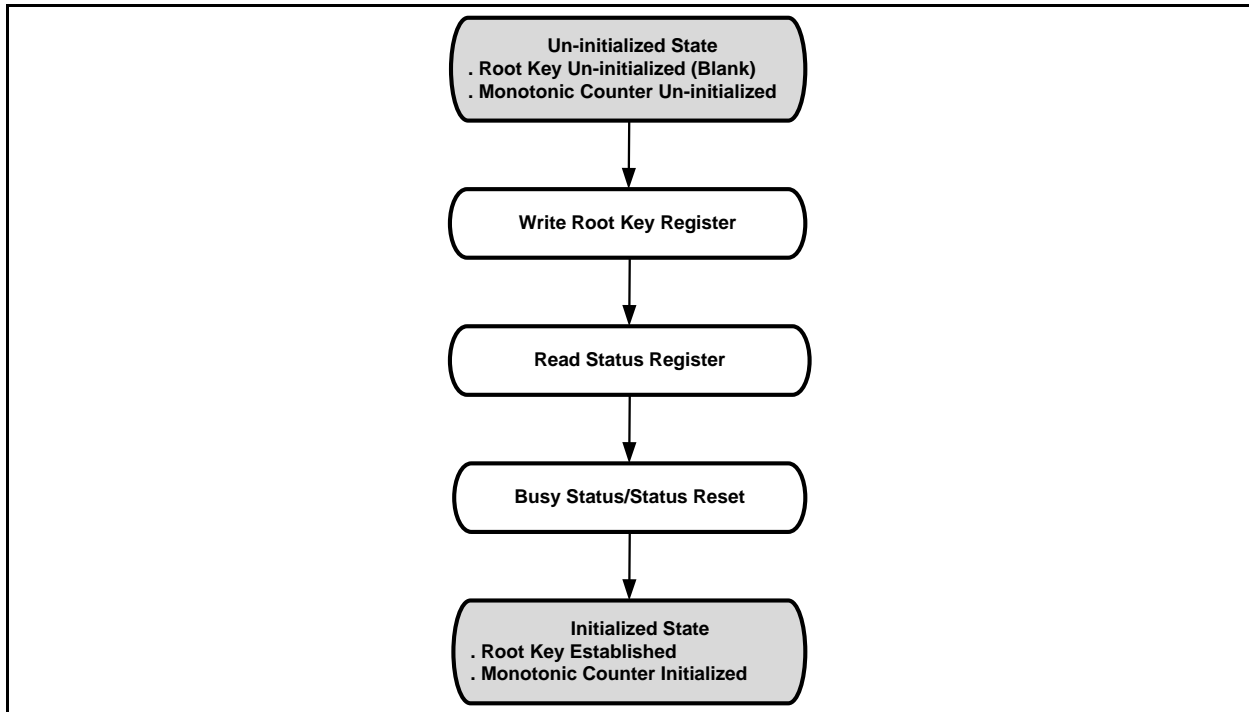 Un-initialized State
. Root Key Un-initialized (Blank)
. Monotonic Counter Un-initialized
Write Root Key Register
Read Status Register
Busy Status/Status Reset
Initialized State
. Root Key Established
. Monotonic Counter Initialized